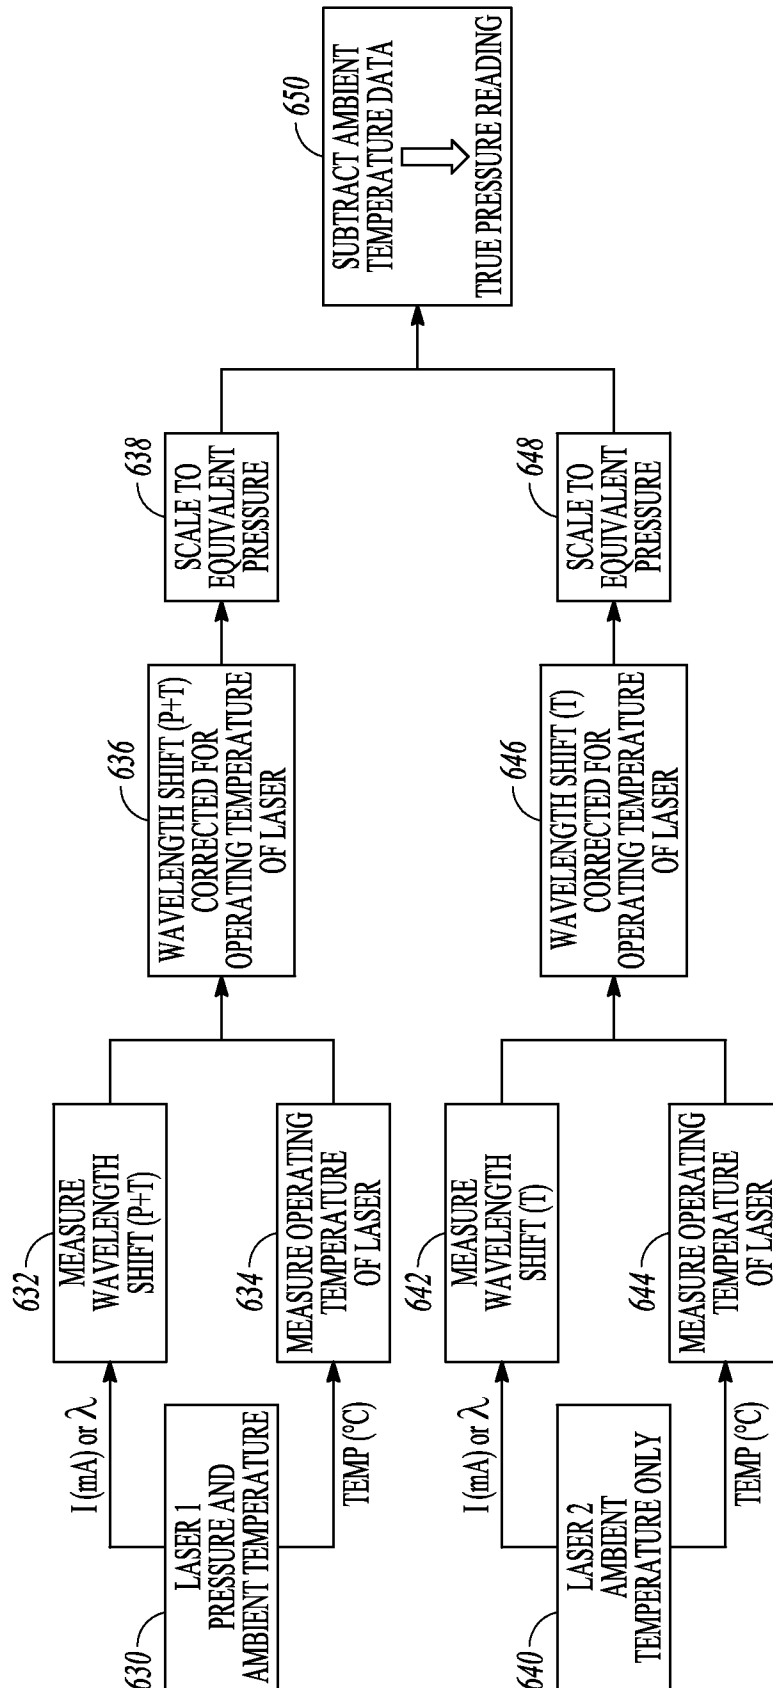 630
LASER 1
PRESSURE AND
AMBIENT TEMPERATURE
I (mA) or λ
TEMP (°C)
632
MEASURE
WAVELENGTH
SHIFT (P+T)
634
MEASURE OPERATING
TEMPERATURE
OF LASER
636
WAVELENGTH SHIFT (P+T)
CORRECTED FOR
OPERATING TEMPERATURE
OF LASER
638
SCALE TO
EQUIVALENT
PRESSURE
640
LASER 2
AMBIENT
TEMPERATURE ONLY
I (mA) or λ
TEMP (°C)
642
MEASURE
WAVELENGTH
SHIFT (T)
644
MEASURE OPERATING
TEMPERATURE
OF LASER
646
WAVELENGTH SHIFT (T)
CORRECTED FOR
OPERATING TEMPERATURE
OF LASER
648
SCALE TO
EQUIVALENT
PRESSURE
650
SUBTRACT AMBIENT
TEMPERATURE DATA
TRUE PRESSURE READING